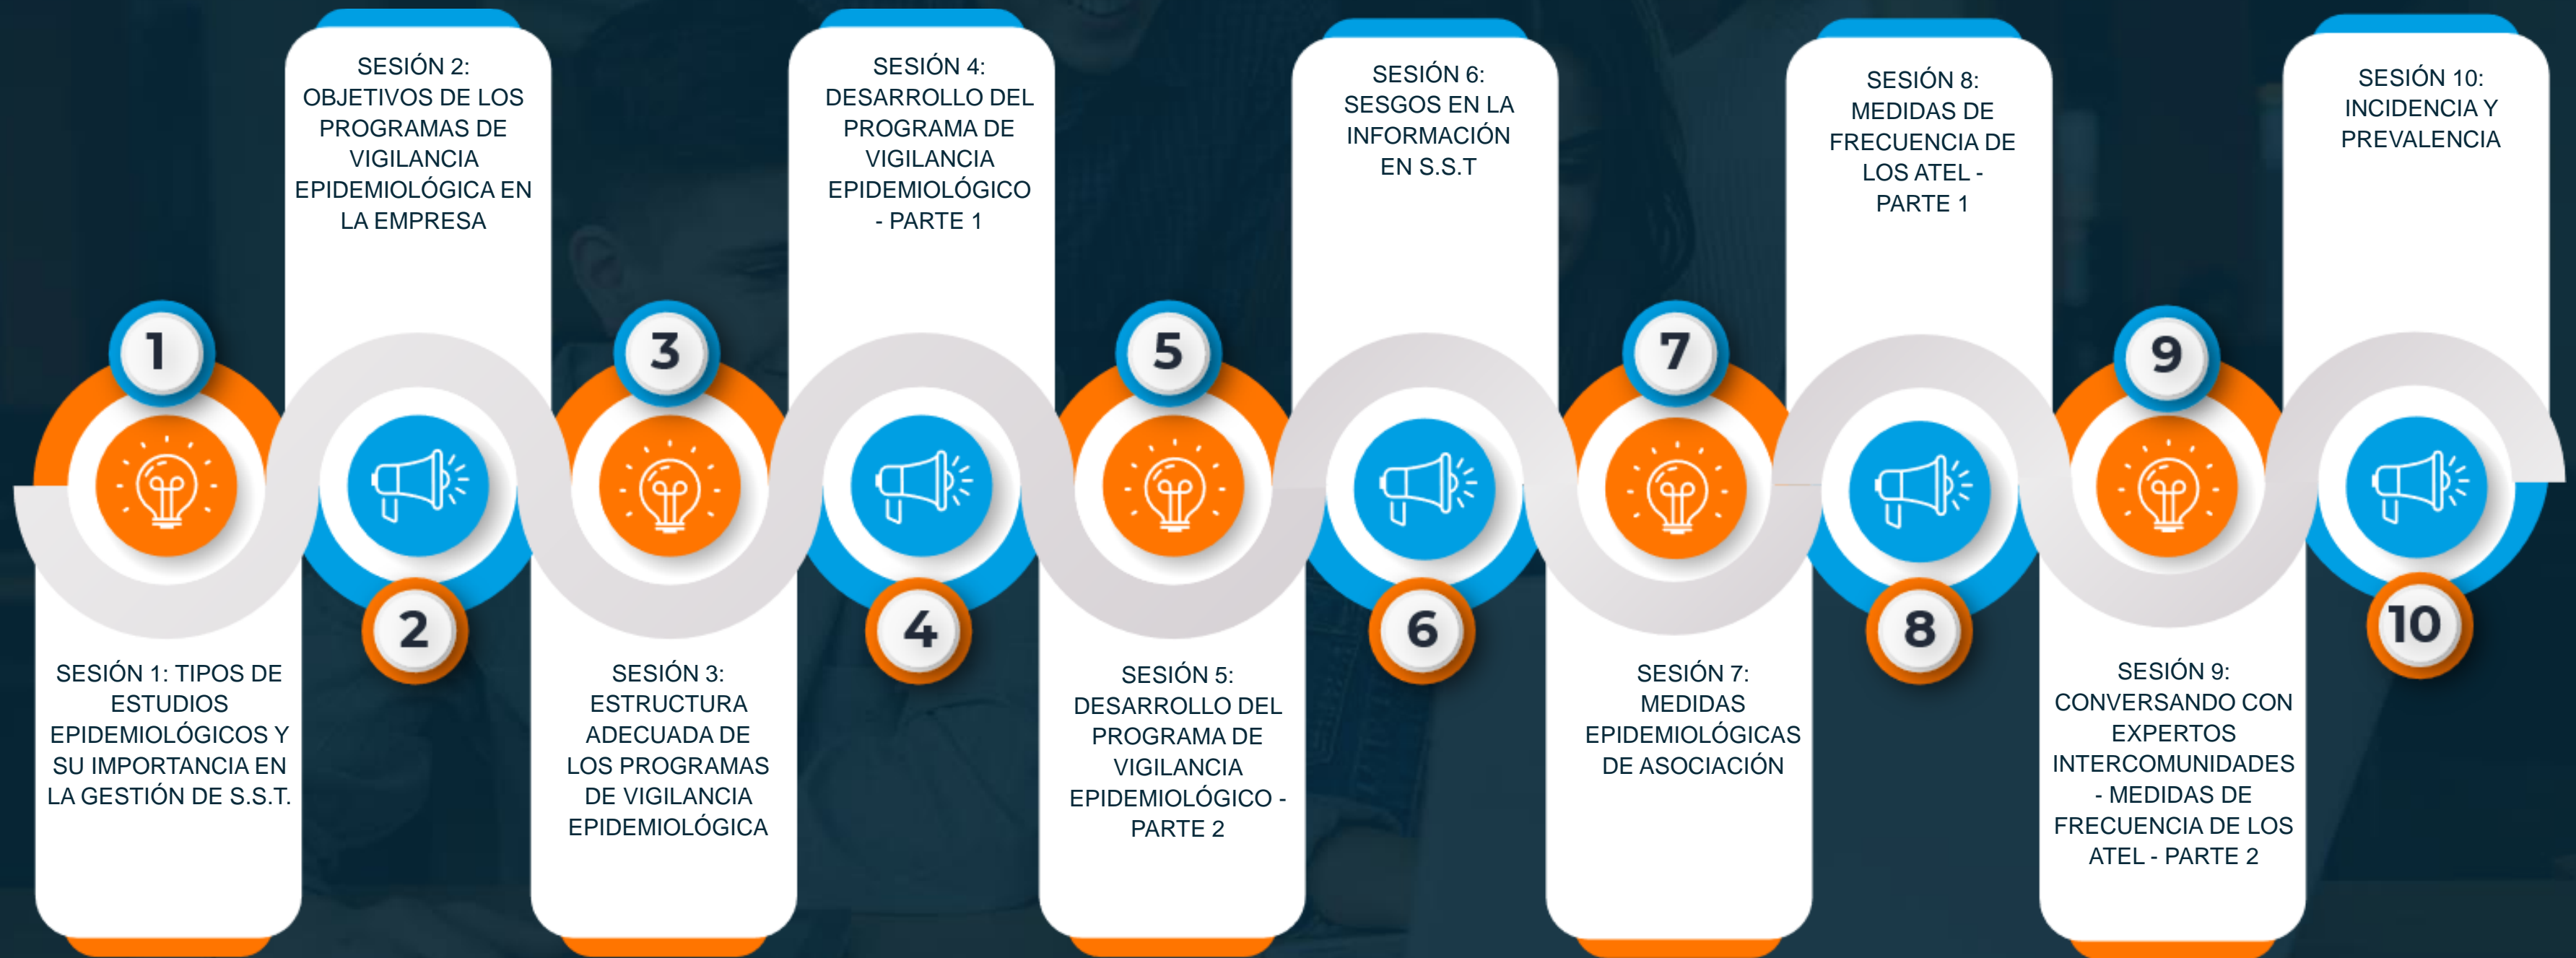 SESIÓN 1: TIPOS DE
ESTUDIOS
EPIDEMIOLÓGICOS Y
SU IMPORTANCIA EN
LA GESTIÓN DE S.S.T.
1
SESIÓN 2:
OBJETIVOS DE LOS
PROGRAMAS DE
VIGILANCIA
EPIDEMIOLÓGICA EN
LA EMPRESA
2
3
SESIÓN 3:
ESTRUCTURA
ADECUADA DE
LOS PROGRAMAS
DE VIGILANCIA
EPIDEMIOLÓGICA
SESIÓN 4:
DESARROLLO DEL
PROGRAMA DE
VIGILANCIA
EPIDEMIOLÓGICO
- PARTE 1
4
5
SESIÓN 5:
DESARROLLO DEL
PROGRAMA DE
VIGILANCIA
EPIDEMIOLÓGICO -
PARTE 2
SESIÓN 6:
SESGOS EN LA
INFORMACIÓN
EN S.S.T
6
7
SESIÓN 7:
MEDIDAS
EPIDEMIOLÓGICAS
DE ASOCIACIÓN
SESIÓN 8:
MEDIDAS DE
FRECUENCIA DE
LOS ATEL -
PARTE 1
8
9
SESIÓN 9:
CONVERSANDO CON
EXPERTOS
INTERCOMUNIDADES
- MEDIDAS DE
FRECUENCIA DE LOS
ATEL - PARTE 2
SESIÓN 10:
INCIDENCIA Y
PREVALENCIA
10